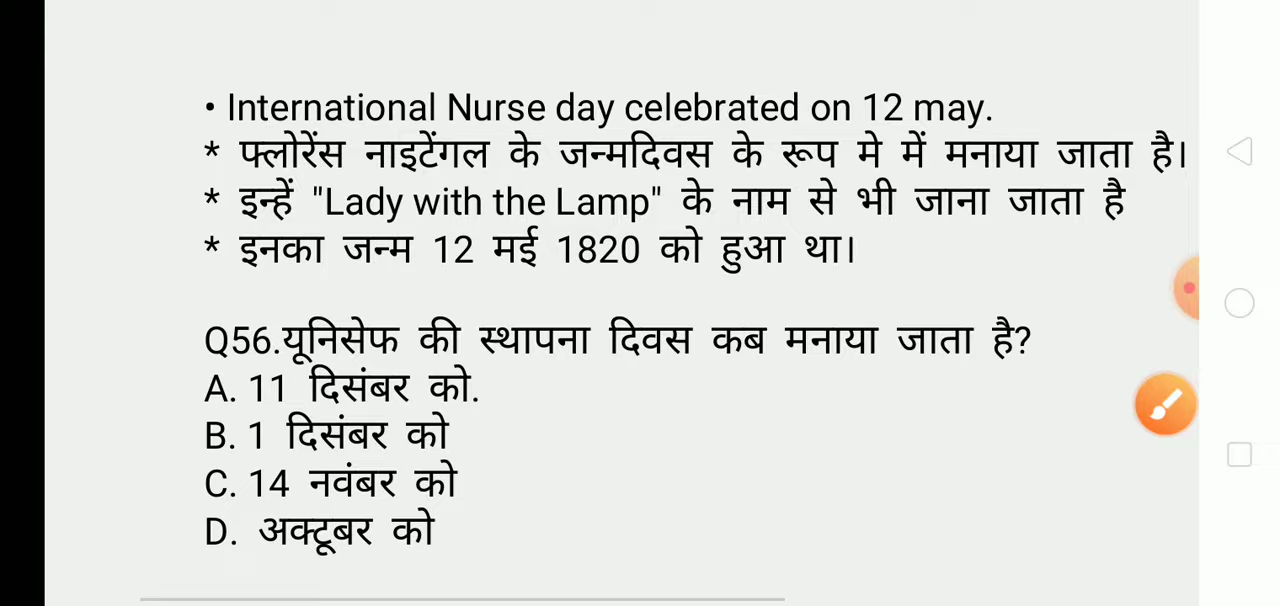 • International Nurse day celebrated on 12 may.
* फ्लोरेंस नाइटेंगल के जन्मदिवस के रूप मे में मनाया जाता है।
* इन्हें "Lady with the Lamp" के नाम से भी जाना जाता है
* इनका जन्म 12 मई 1820 को हुआ था।
Q56.यूनिसेफ की स्थापना दिवस कब मनाया जाता है?
A. 11 दिसंबर को.
B. 1 दिसंबर को
C. 14 नवंबर को
D. अक्टूबर को